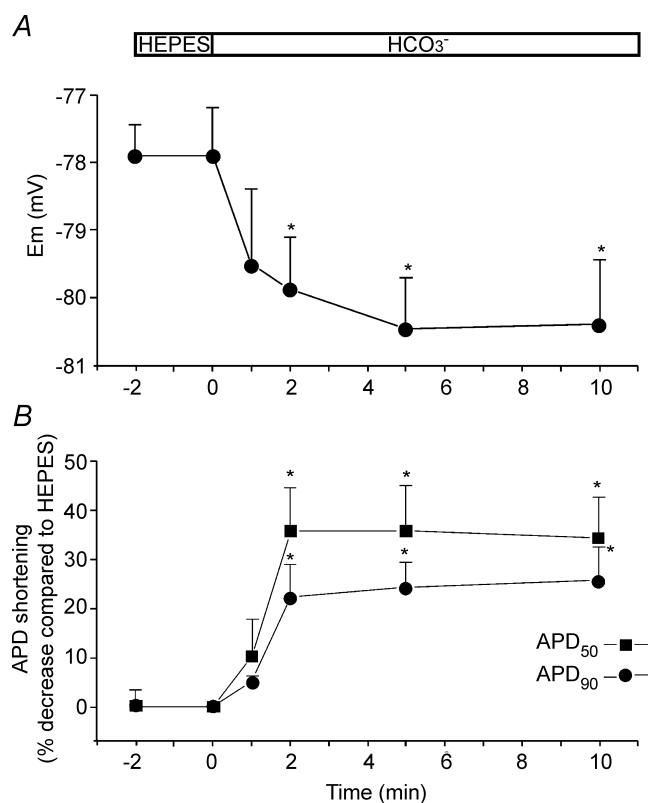 A
HEPES HCO₃⁻
-77
-78
-79
-80
-81
Em (mV)
* * *
-2 0 2 4 6 8 10
B
50
40
30
20
10
0
APD shortening
(% decrease compared to HEPES)
* * *
* * *
APD₅₀
APD₉₀
-2 0 2 4 6 8 10
Time (min)